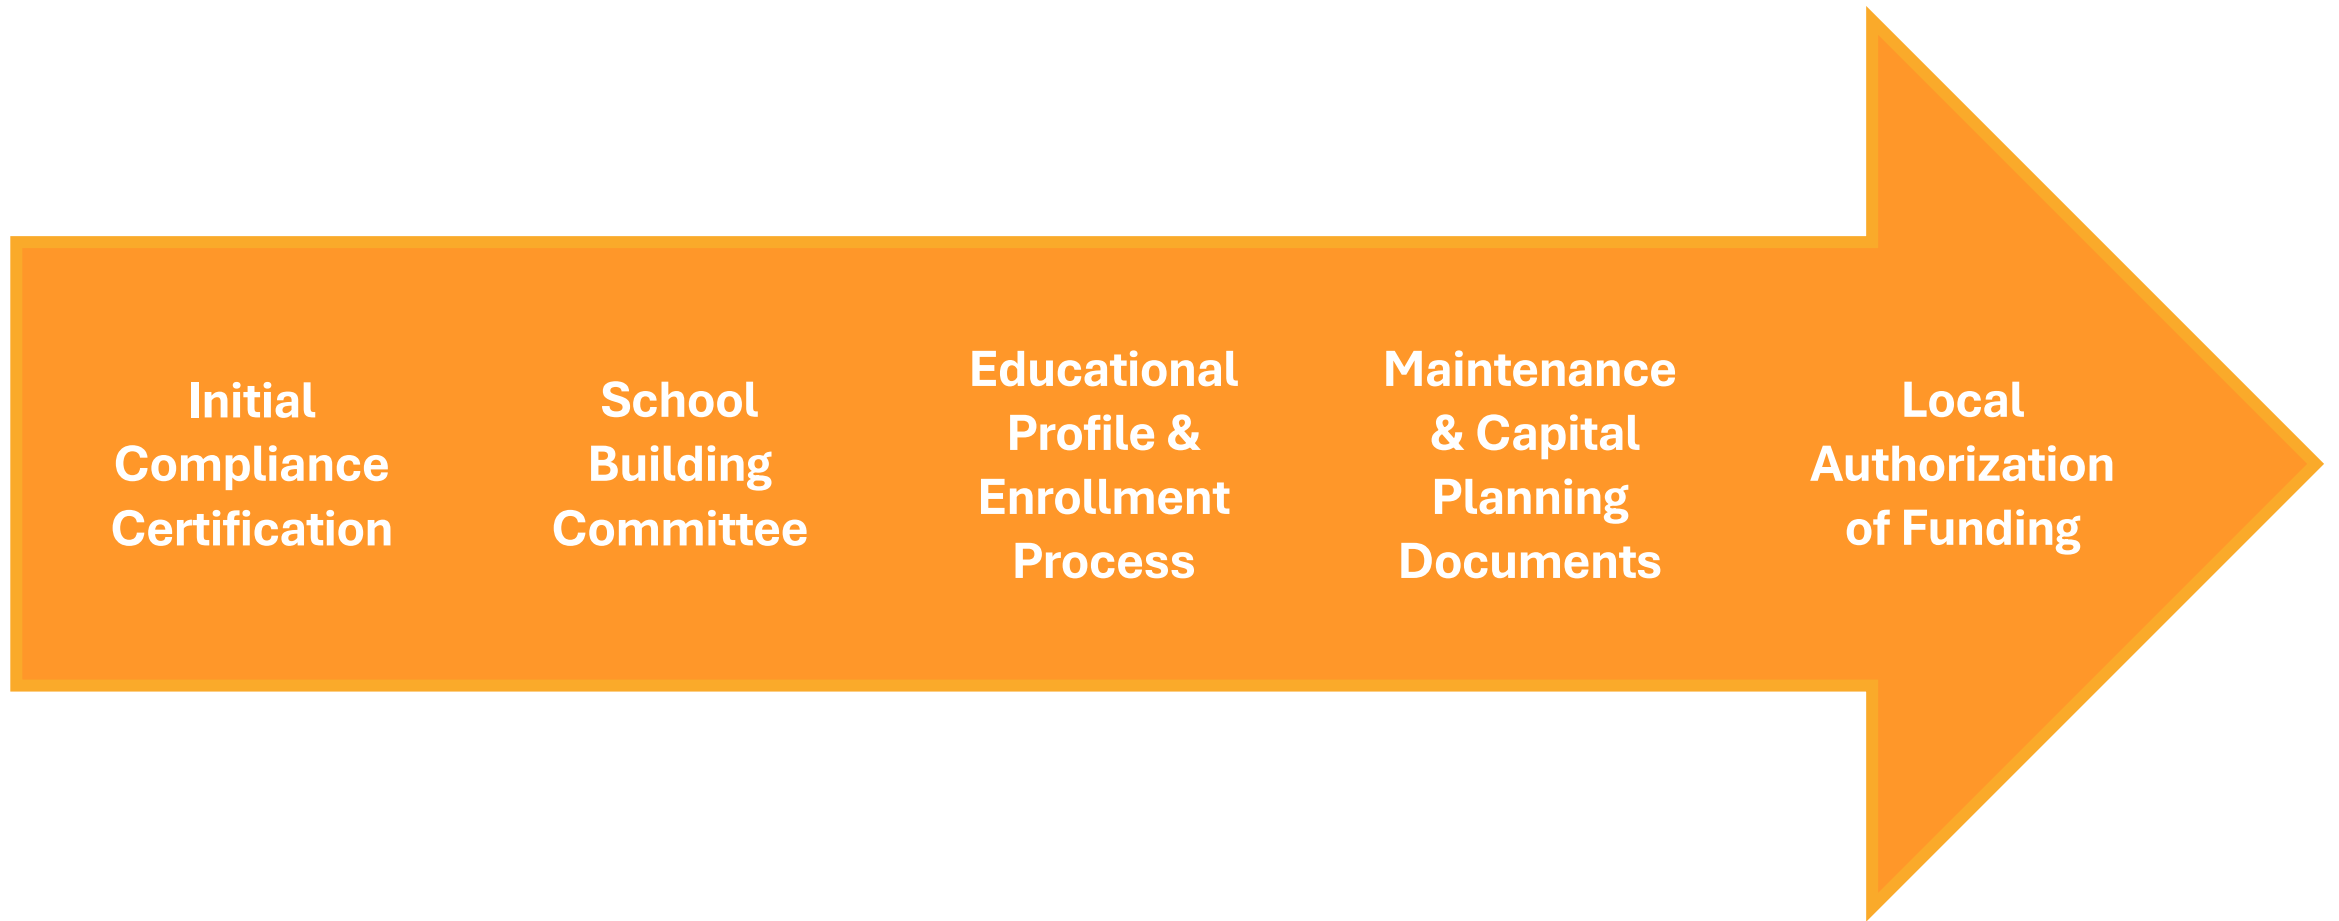 Initial
Compliance
Certification
School
Building
Committee
Educational
Profile &
Enrollment
Process
Maintenance
& Capital
Planning
Documents
Local
Authorization
of Funding